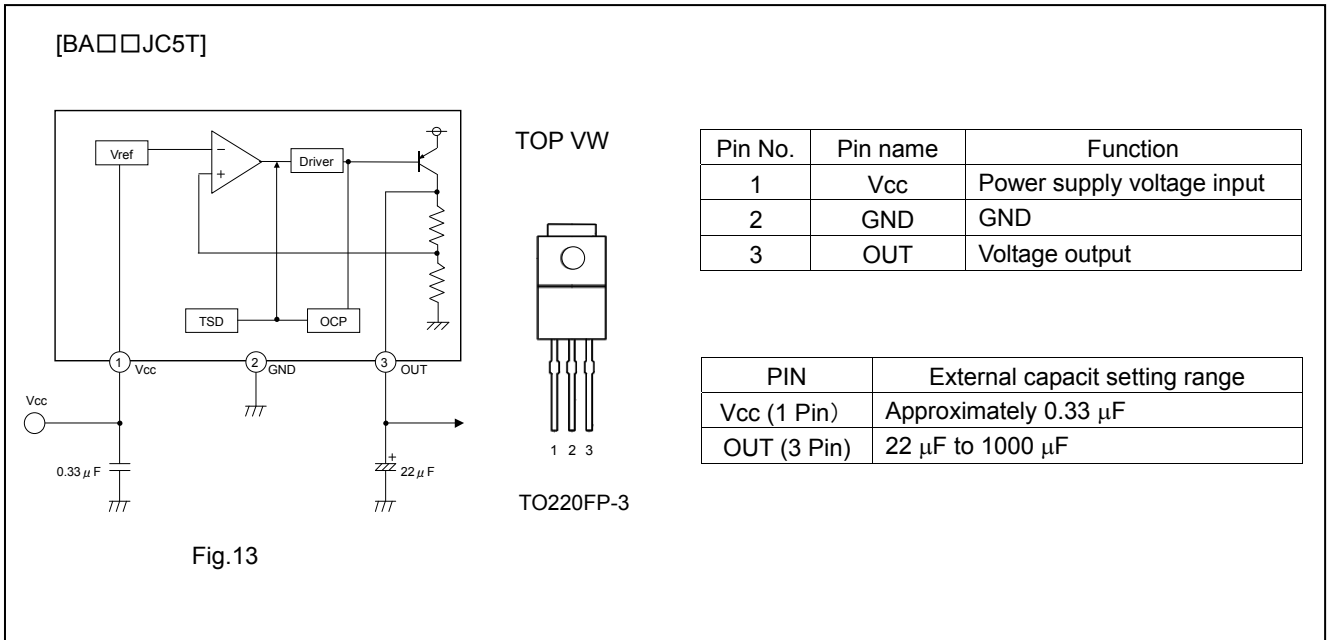 [BA□□JC5T]
Vref
−
+
Driver
TSD
OCP
1 Vcc
2 GND
3 OUT
Vcc
0.33 μ F
+
22 μ F
Fig.13
TOP VW
1 2 3
TO220FP-3
Pin No. Pin name Function
1 Vcc Power supply voltage input
2 GND GND
3 OUT Voltage output
PIN External capacit setting range
Vcc (1 Pin） Approximately 0.33 μF
OUT (3 Pin) 22 μF to 1000 μF